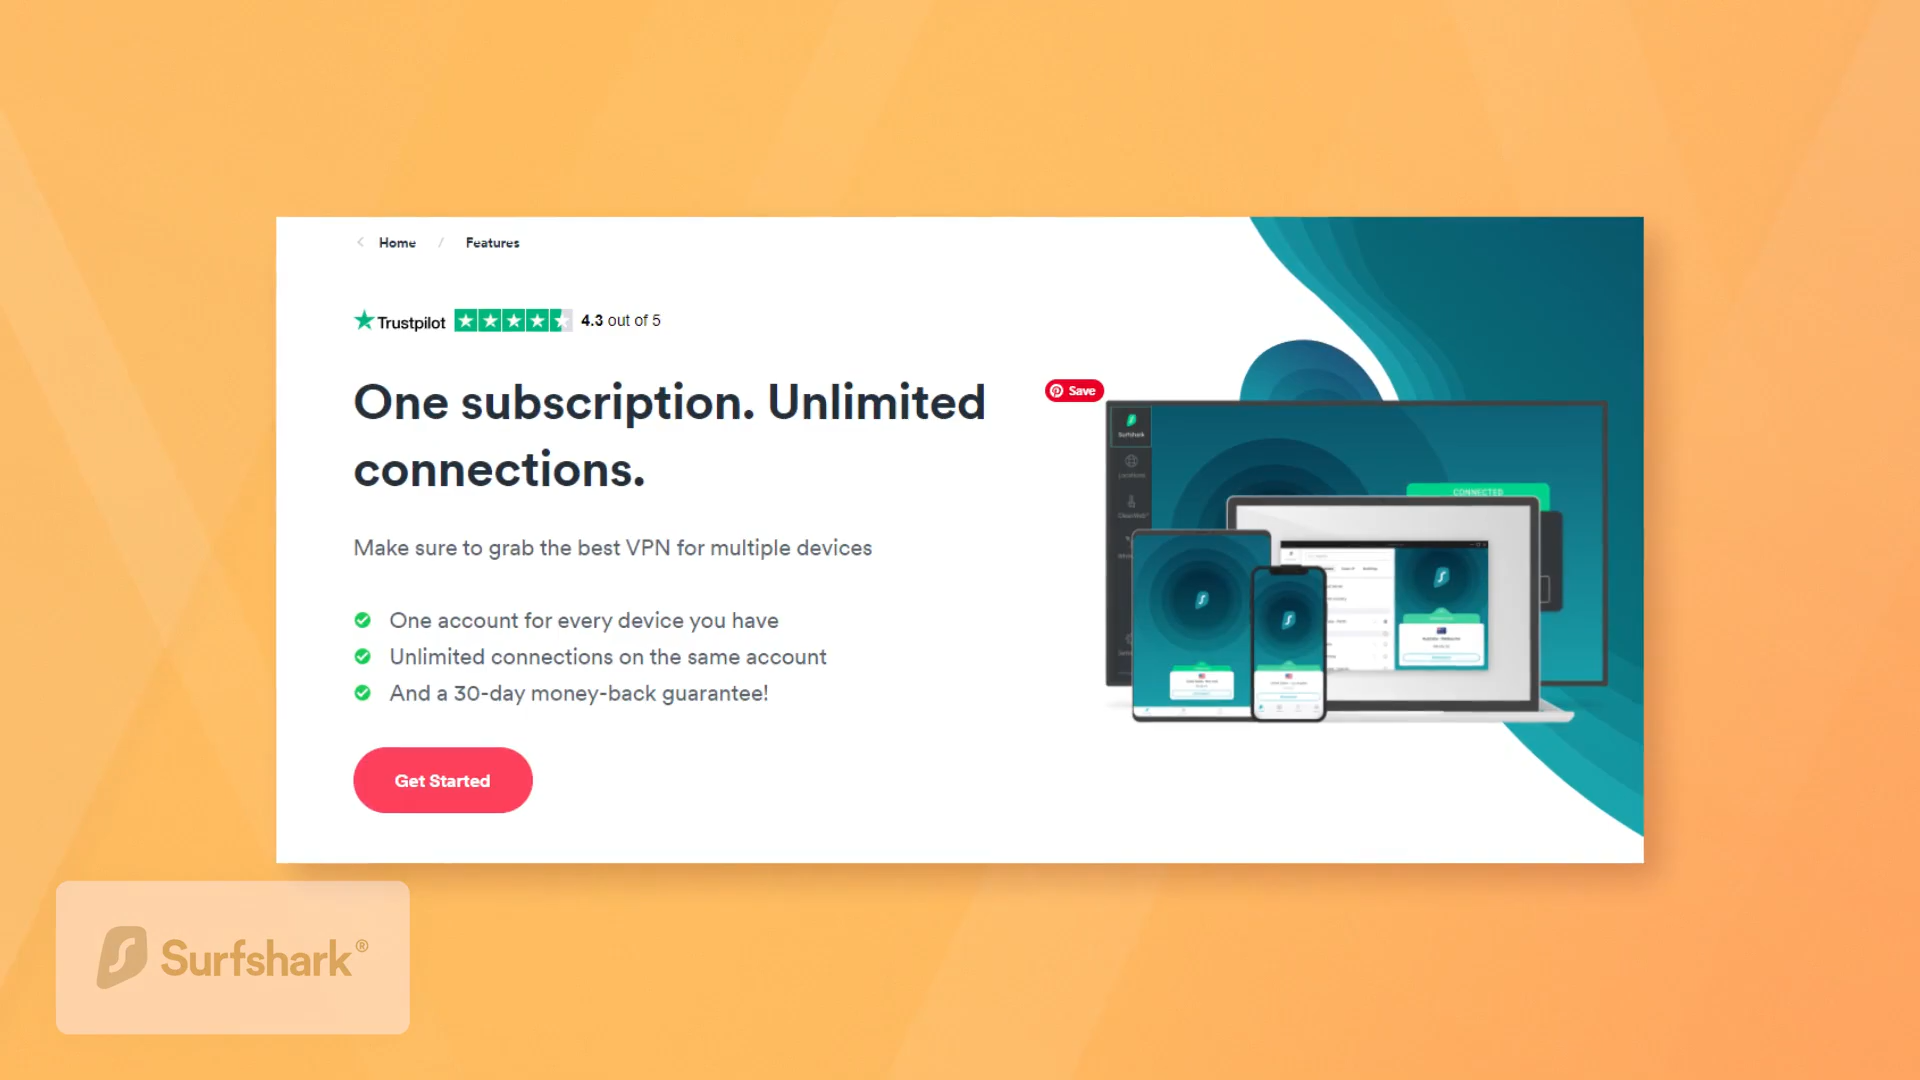 Home / Features
Trustpilot 4.3 out of 5
One subscription. Unlimited
connections.
Save
Make sure to grab the best VPN for multiple devices
One account for every device you have
Unlimited connections on the same account
And a 30-day money-back guarantee!
Get Started
Surfshark
Locations
CONNECTED
Surfshark®